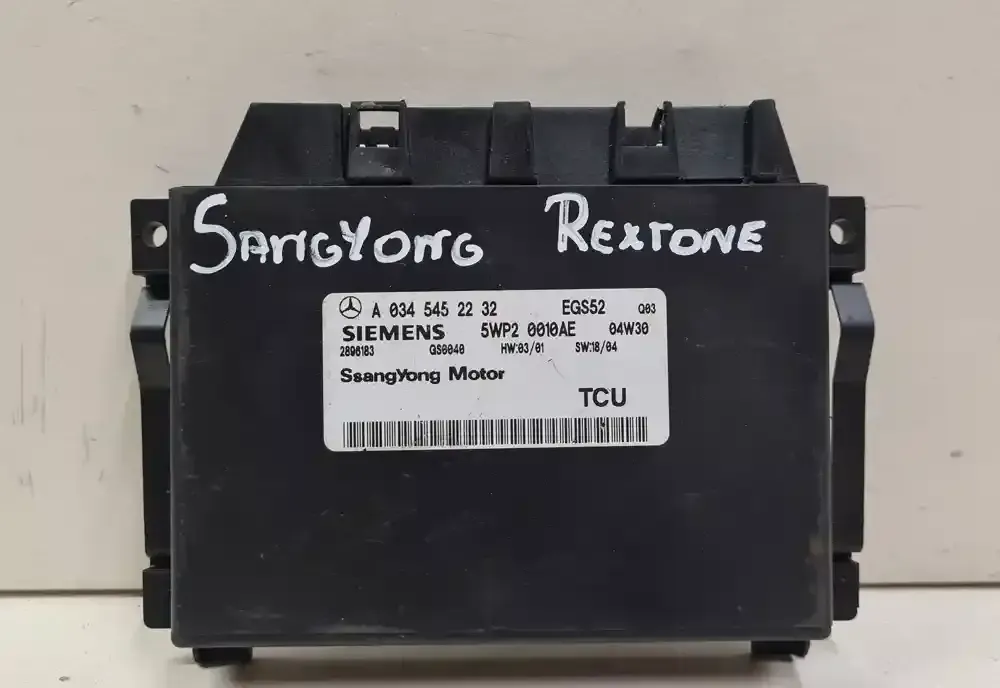 SANGYONG REXTONE
A 034 545 22 32 EGS52 Q03
SIEMENS 5WP2 0010AE 04W30
2896183 GS0040 HW:03/01 SW:18/04
SsangYong Motor
TCU